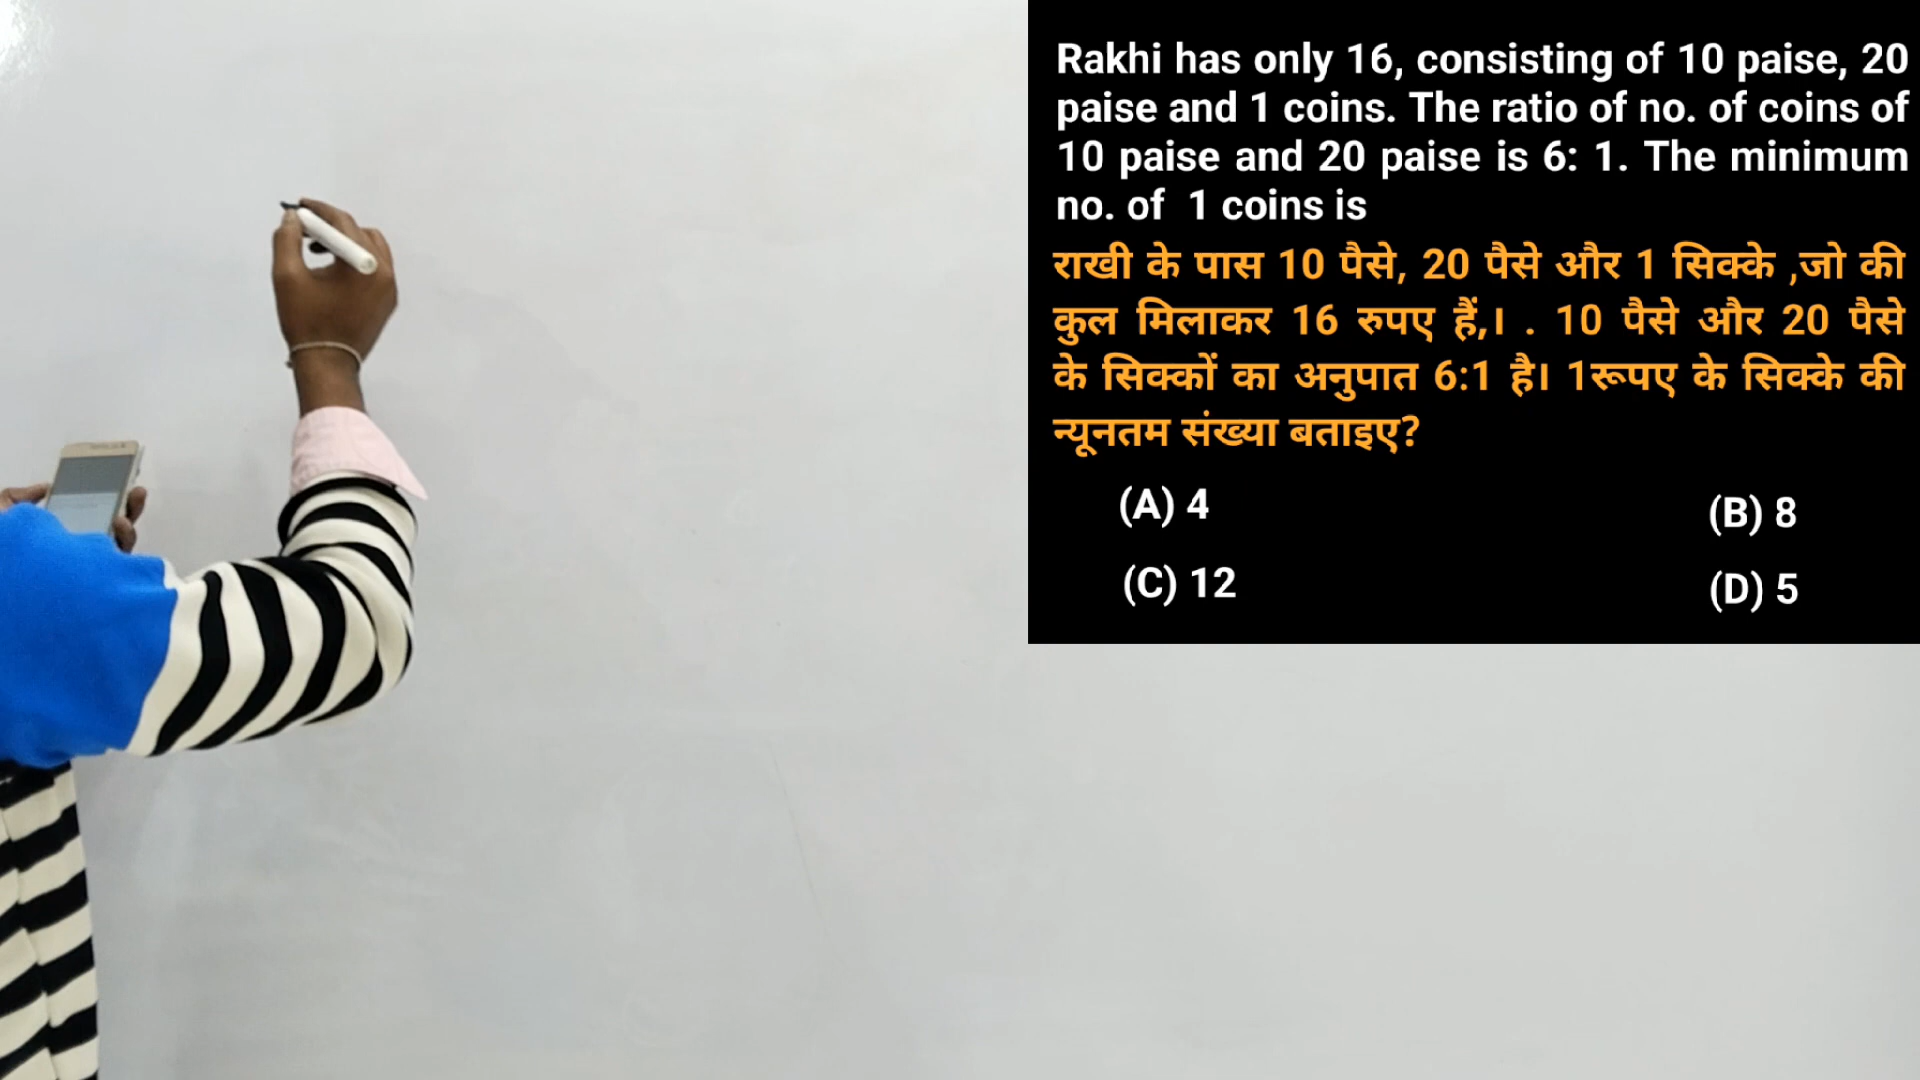 Rakhi has only 16, consisting of 10 paise, 20
paise and 1 coins. The ratio of no. of coins of
10 paise and 20 paise is 6: 1. The minimum
no. of 1 coins is
राखी के पास 10 पैसे, 20 पैसे और 1 सिक्के ,जो की
कुल मिलाकर 16 रुपए हैं,। . 10 पैसे और 20 पैसे
के सिक्कों का अनुपात 6:1 है। 1रूपए के सिक्के की
न्यूनतम संख्या बताइए?
(A) 4
(B) 8
(C) 12
(D) 5